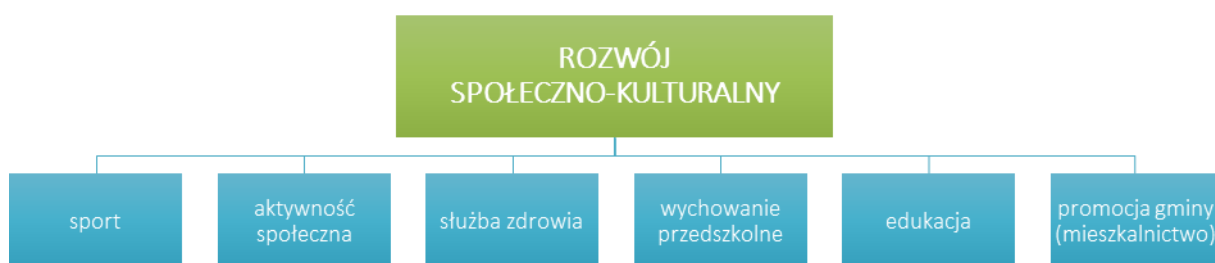 ROZWÓJ
SPOŁECZNO-KULTURALNY
sport
aktywność
społeczna
służba zdrowia
wychowanie
przedszkolne
edukacja
promocja gminy
(mieszkalnictwo)